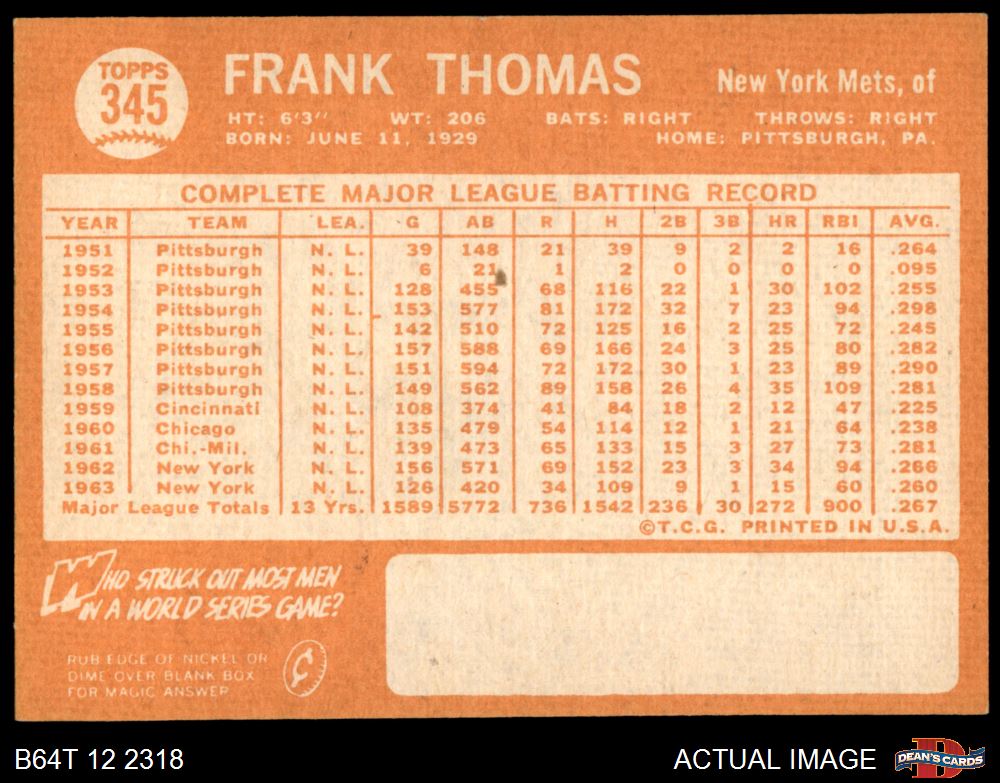 TOPPS
345
FRANK THOMAS New York Mets, of
HT: 6'3" WT: 206 BATS: RIGHT THROWS: RIGHT
BORN: JUNE 11, 1929 HOME: PITTSBURGH, PA.
COMPLETE MAJOR LEAGUE BATTING RECORD
YEAR TEAM LEA. G AB R H 2B 3B HR RBI AVG.
1951 Pittsburgh N. L. 39 148 21 39 9 2 2 16 .264
1952 Pittsburgh N. L. 6 21 1 2 0 0 0 0 .095
1953 Pittsburgh N. L. 128 455 68 116 22 1 30 102 .255
1954 Pittsburgh N. L. 153 577 81 172 32 7 23 94 .298
1955 Pittsburgh N. L. 142 510 72 125 16 2 25 72 .245
1956 Pittsburgh N. L. 157 588 69 166 24 3 25 80 .282
1957 Pittsburgh N. L. 151 594 72 172 30 1 23 89 .290
1958 Pittsburgh N. L. 149 562 89 158 26 4 35 109 .281
1959 Cincinnati N. L. 108 374 41 84 18 2 12 47 .225
1960 Chicago N. L. 135 479 54 114 12 1 21 64 .238
1961 Chi.-Mil. N. L. 139 473 65 133 15 3 27 73 .281
1962 New York N. L. 156 571 69 152 23 3 34 94 .266
1963 New York N. L. 126 420 34 109 9 1 15 60 .260
Major League Totals 13 Yrs. 1589 5772 736 1542 236 30 272 900 .267
©T.C.G. PRINTED IN U.S.A.
WHO STRUCK OUT MOST MEN
IN A WORLD SERIES GAME?
RUB EDGE OF NICKEL OR
DIME OVER BLANK BOX
FOR MAGIC ANSWER
¢
B64T 12 2318 ACTUAL IMAGE
D
DEAN'S CARDS